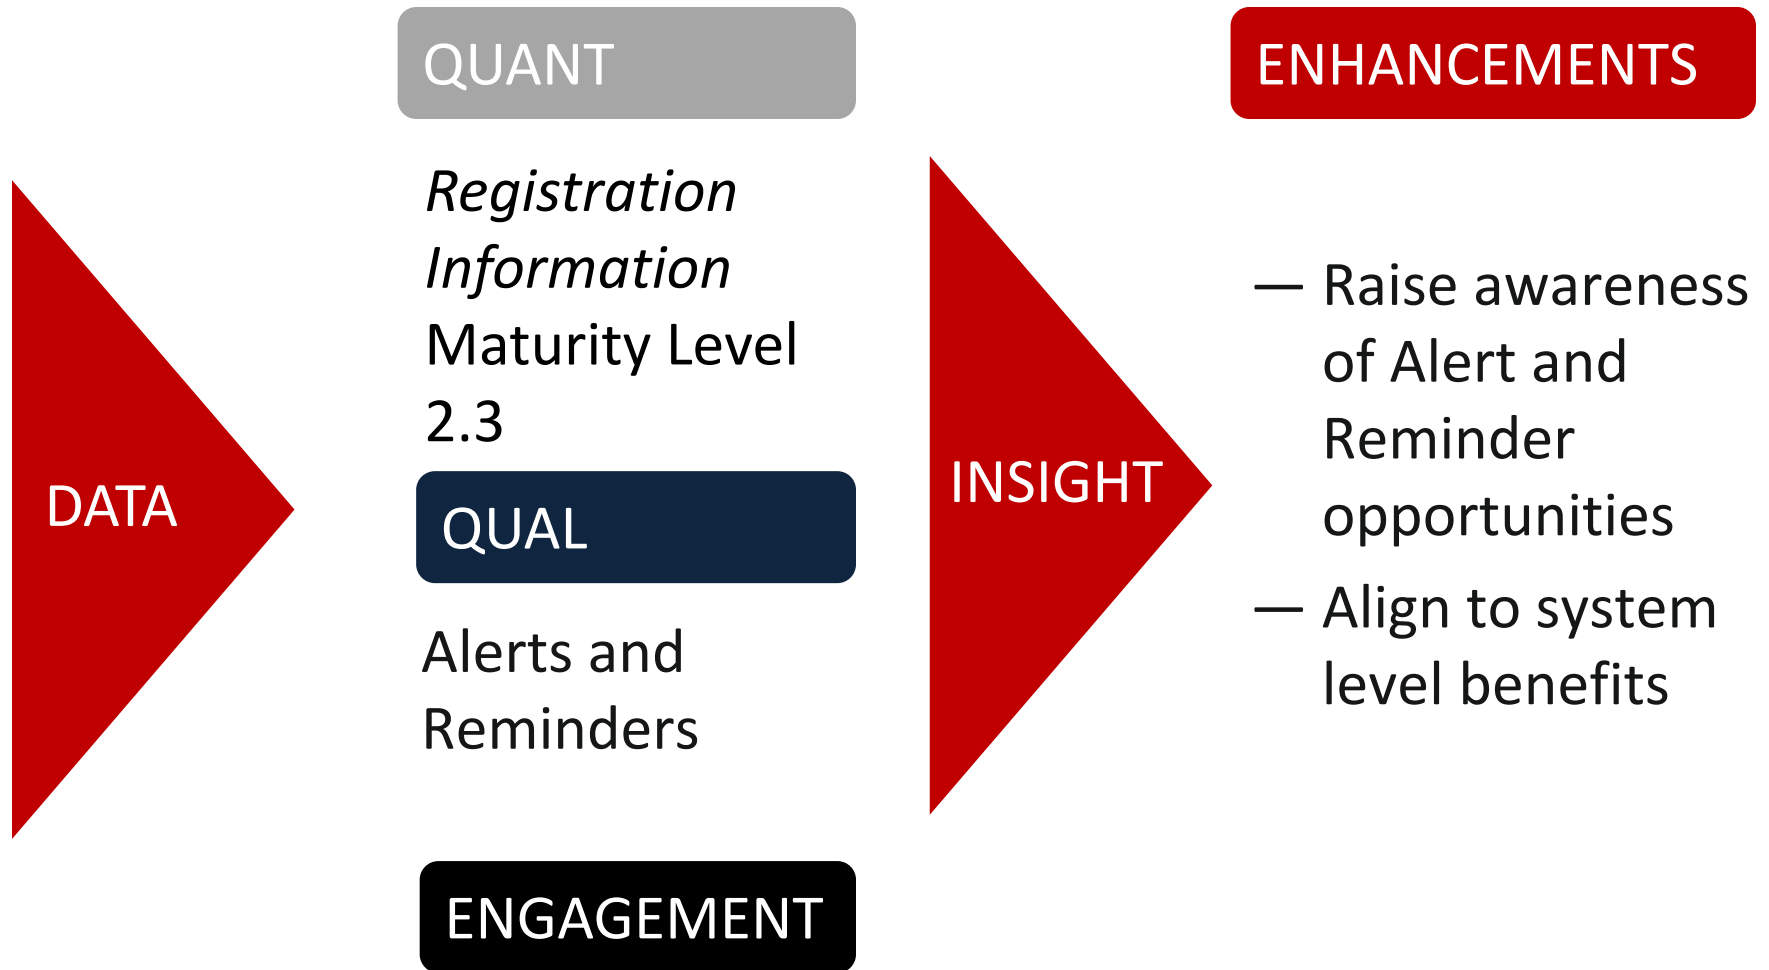 DATA
QUANT
Registration
Information
Maturity Level
2.3
QUAL
Alerts and
Reminders
ENGAGEMENT
INSIGHT
ENHANCEMENTS
— Raise awareness
of Alert and
Reminder
opportunities
— Align to system
level benefits